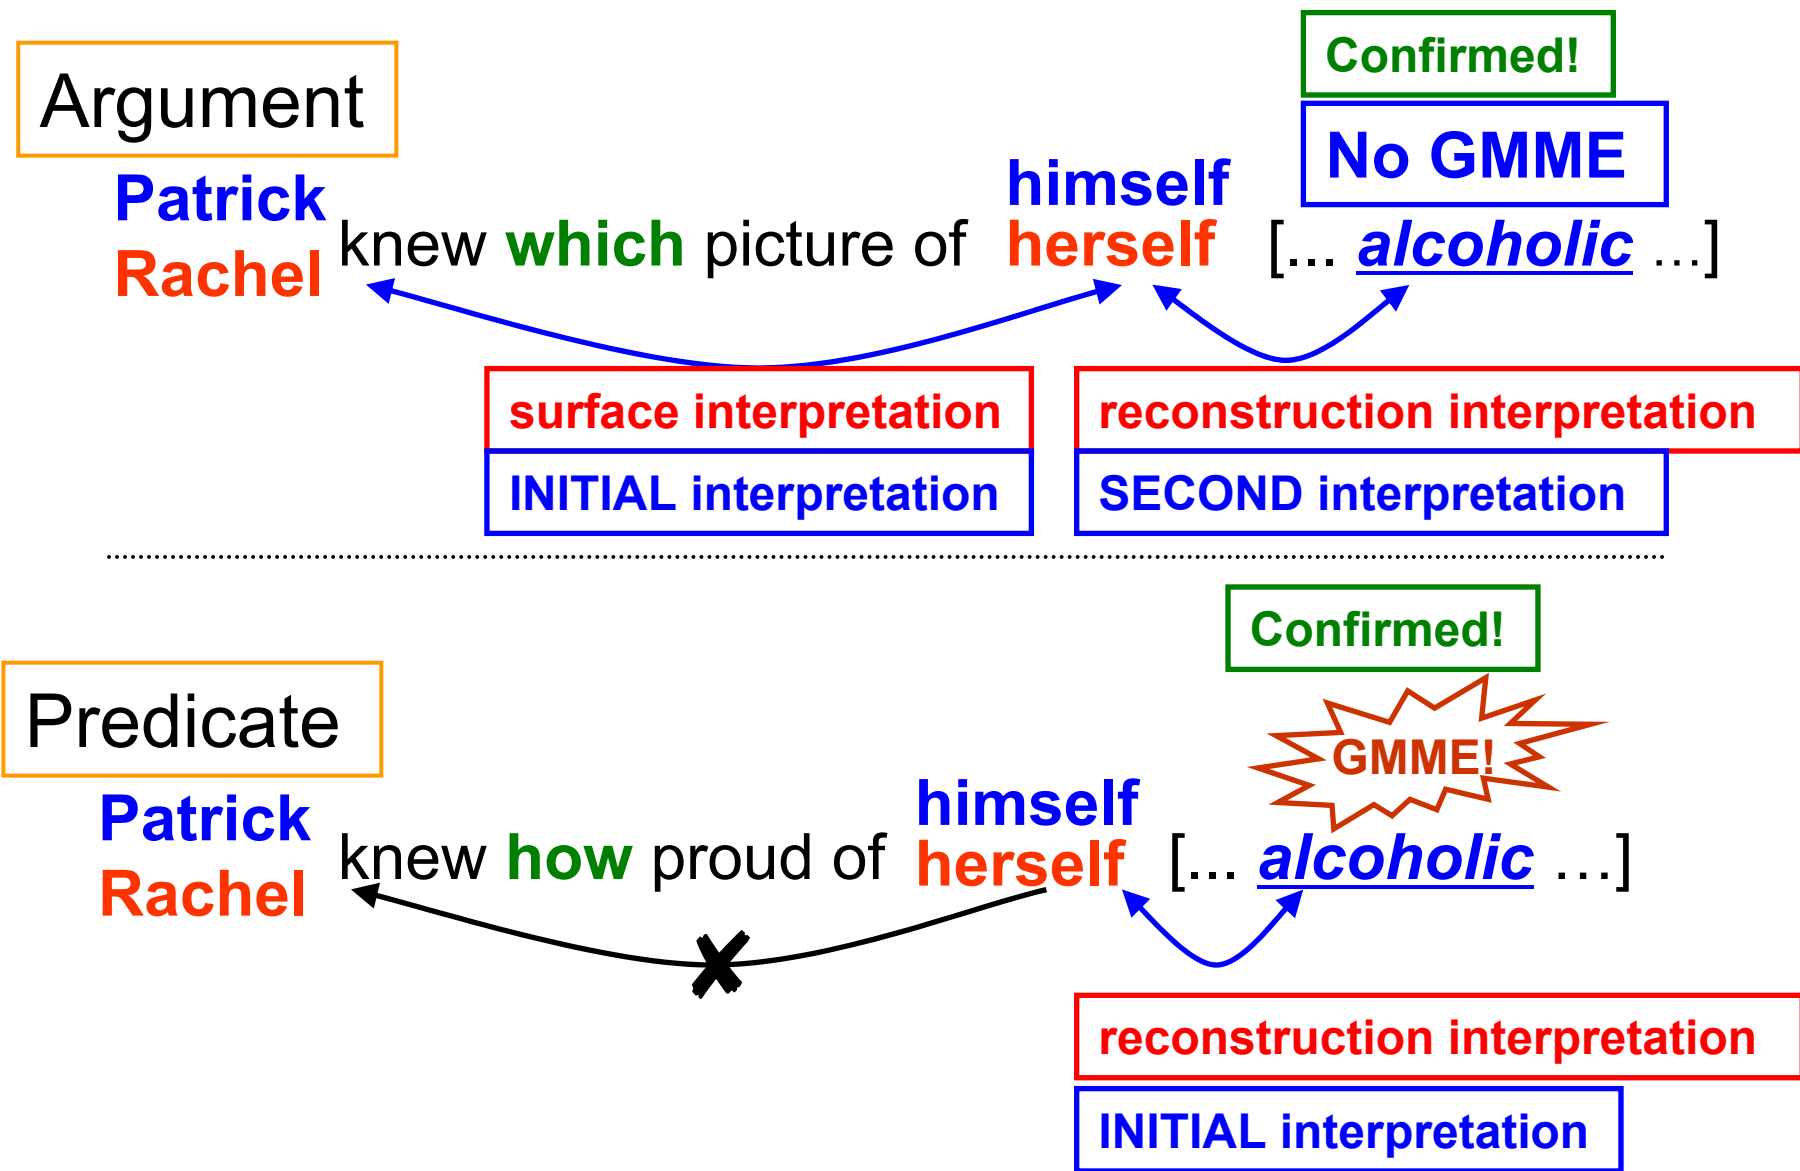 Confirmed!
Argument
No GMME
Patrick himself
knew which picture of [... alcoholic ...]
Rachel herself
surface interpretation reconstruction interpretation
INITIAL interpretation SECOND interpretation
Confirmed!
Predicate
GMME!
Patrick himself
knew how proud of [... alcoholic ...]
Rachel herself
reconstruction interpretation
INITIAL interpretation